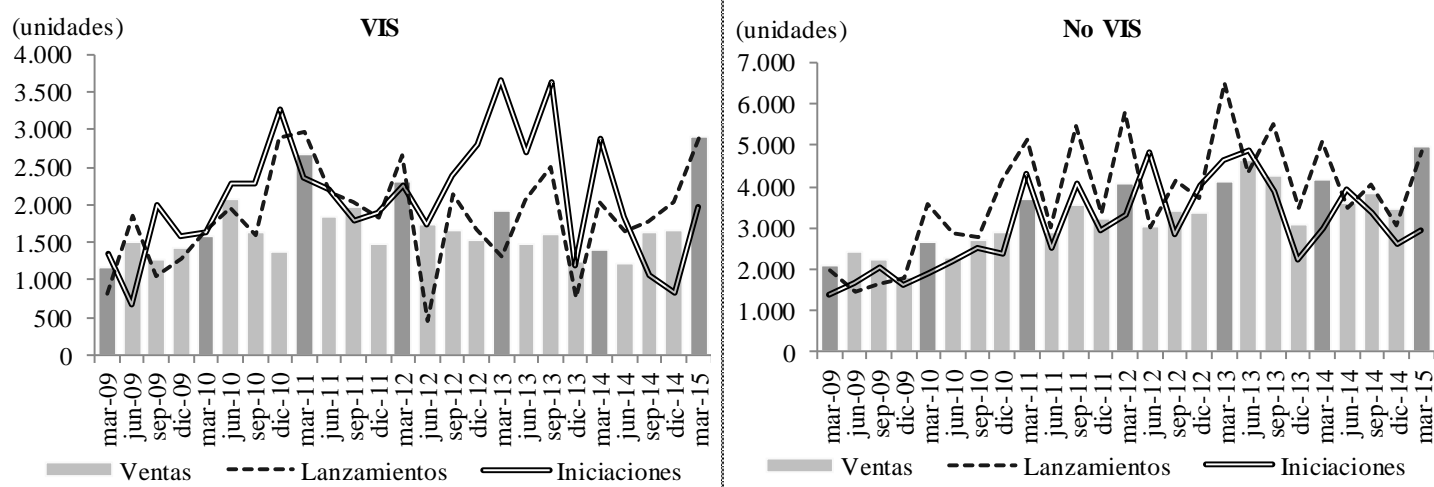 (unidades)
VIS
4.000
3.500
3.000
2.500
2.000
1.500
1.000
500
0
mar-09
jun-09
sep-09
dic-09
mar-10
jun-10
sep-10
dic-10
mar-11
jun-11
sep-11
dic-11
mar-12
jun-12
sep-12
dic-12
mar-13
jun-13
sep-13
dic-13
mar-14
jun-14
sep-14
dic-14
mar-15
Ventas Lanzamientos Iniciaciones
(unidades)
No VIS
7.000
6.000
5.000
4.000
3.000
2.000
1.000
0
mar-09
jun-09
sep-09
dic-09
mar-10
jun-10
sep-10
dic-10
mar-11
jun-11
sep-11
dic-11
mar-12
jun-12
sep-12
dic-12
mar-13
jun-13
sep-13
dic-13
mar-14
jun-14
sep-14
dic-14
mar-15
Ventas Lanzamientos Iniciaciones